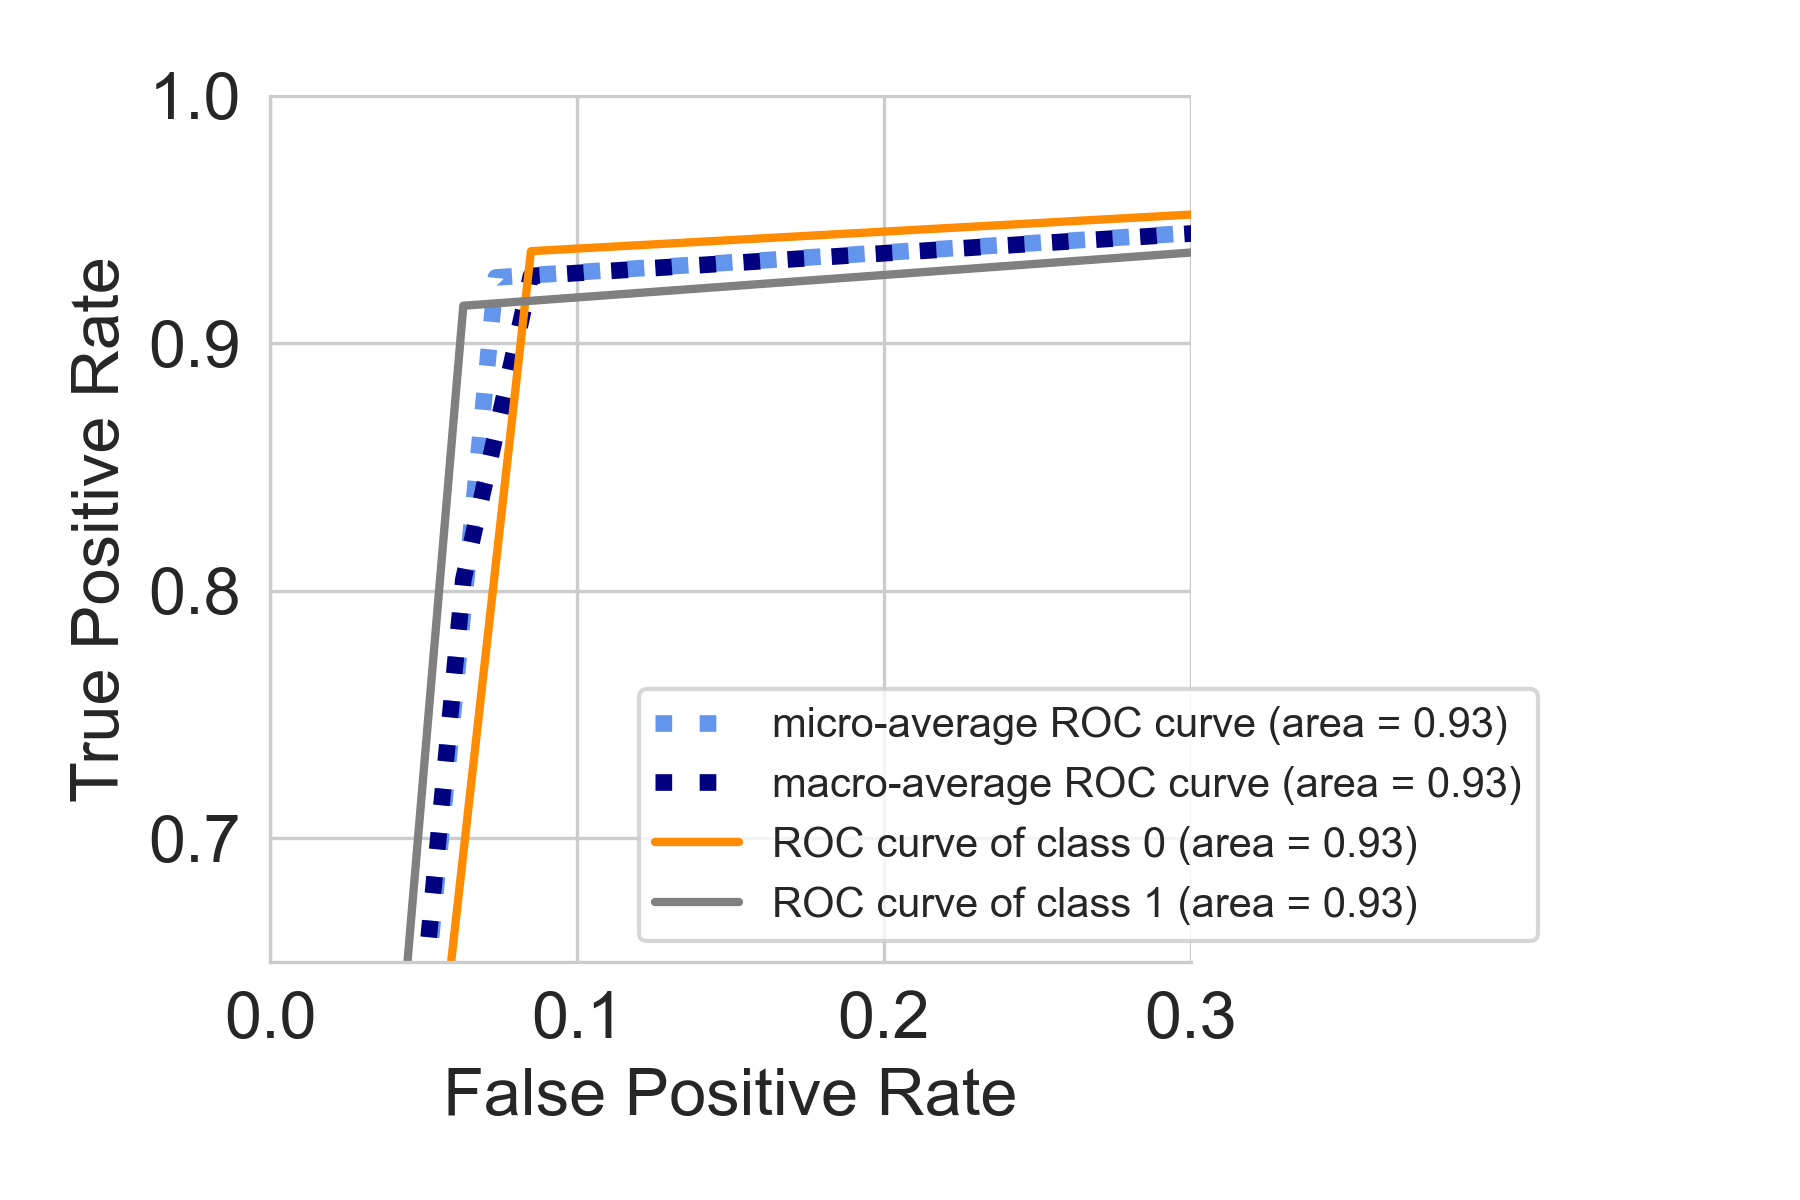 1.0
0.9
0.8
0.7
True Positive Rate
micro-average ROC curve (area = 0.93)
macro-average ROC curve (area = 0.93)
ROC curve of class 0 (area = 0.93)
ROC curve of class 1 (area = 0.93)
0.0 0.1 0.2 0.3
False Positive Rate